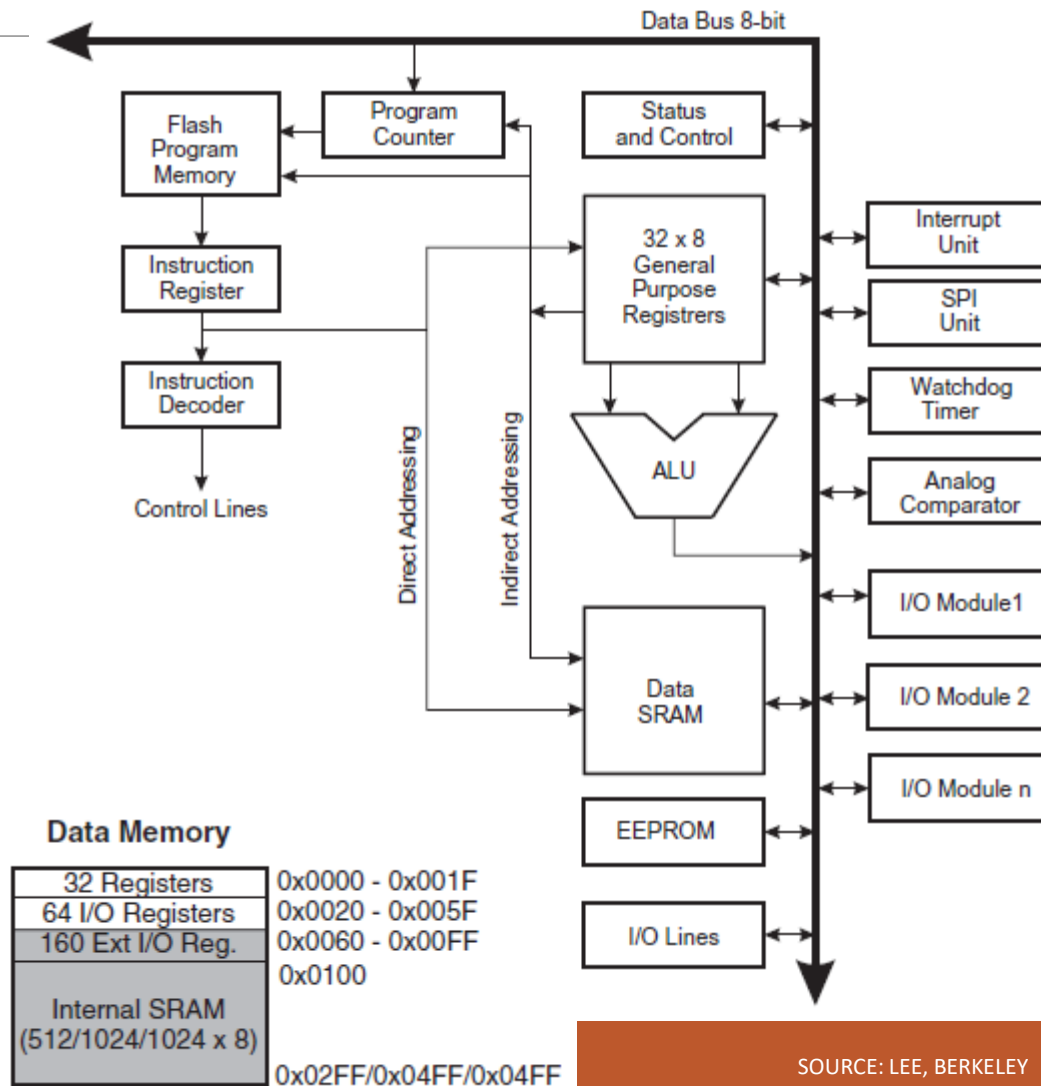 Data Bus 8-bit
Flash
Program
Memory
Program
Counter
Status
and Control
Interrupt
Unit
32 x 8
General
Purpose
Registrers
Instruction
Register
SPI
Unit
Instruction
Decoder
Watchdog
Timer
Direct Addressing
Indirect Addressing
ALU
Analog
Comparator
Control Lines
I/O Module1
Data
SRAM
I/O Module 2
I/O Module n
EEPROM
I/O Lines
Data Memory
32 Registers 0x0000 - 0x001F
64 I/O Registers 0x0020 - 0x005F
160 Ext I/O Reg. 0x0060 - 0x00FF
0x0100
Internal SRAM
(512/1024/1024 x 8)
0x02FF/0x04FF/0x04FF
SOURCE: LEE, BERKELEY